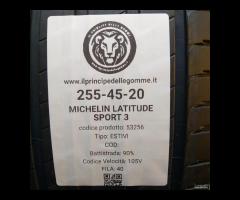 www.ilprincipedellegomme.it
255-45-20
MICHELIN LATITUDE
SPORT 3
codice prodotto: 53256
Tipo: ESTIVI
COD:
Battistrada: 90%
Codice Velocità: 105V
FILA: 40